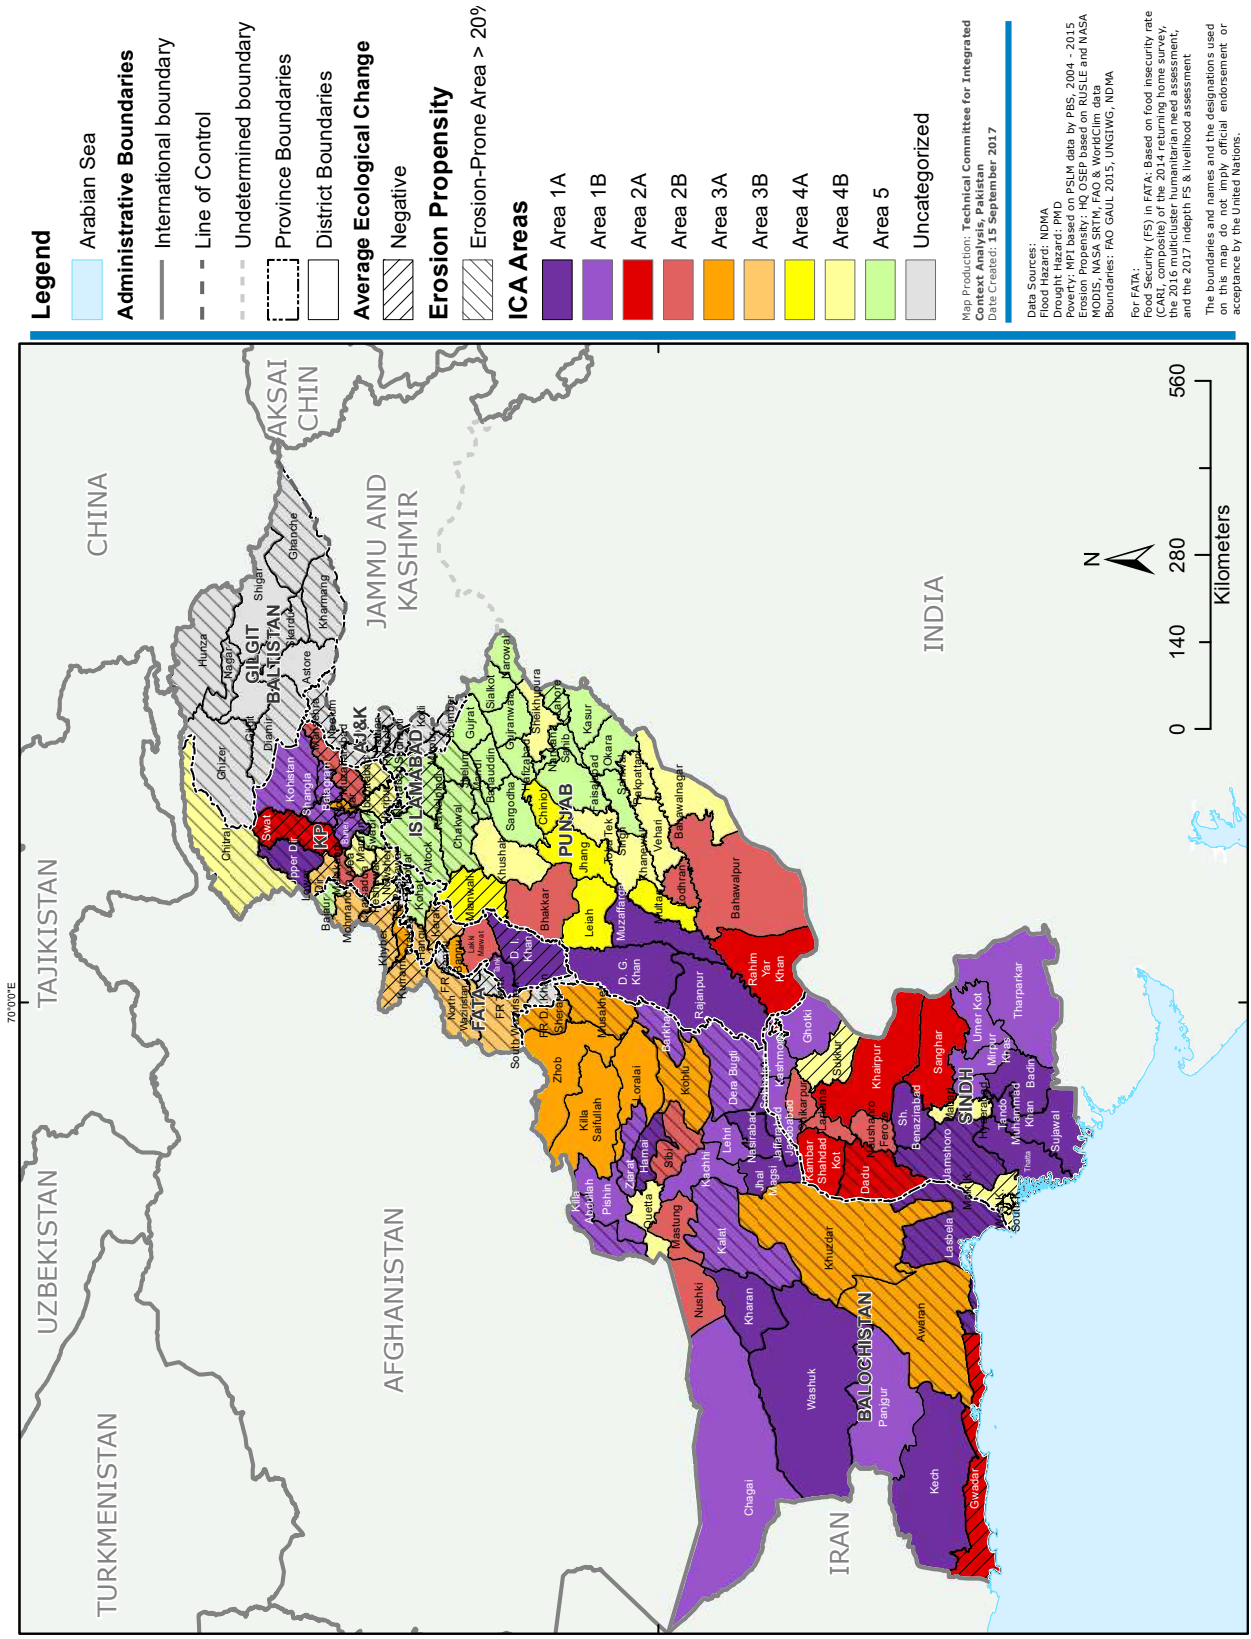 Legend
Arabian Sea
Administrative Boundaries
International boundary
Line of Control
Undetermined boundary
Province Boundaries
District Boundaries
Average Ecological Change
Negative
Erosion Propensity
Erosion-Prone Area > 20%
ICA Areas
Area 1A
Area 1B
Area 2A
Area 2B
Area 3A
Area 3B
Area 4A
Area 4B
Area 5
Uncategorized
Map Production: Technical Committee for Integrated
Context Analysis, Pakistan
Date Created: 15 September 2017
Data Sources:
Flood Hazard: NDMA
Drought Hazard: PMD
Poverty: MPI based on PSLM data by PBS, 2004 - 2015
Erosion Propensity: HQ OSEP based on RUSLE and NASA
MODIS, NASA SRTM, FAO & WorldClim data
Boundaries: FAO GAUL 2015, UNGIWG, NDMA
For FATA:
Food Security (FS) in FATA: Based on food insecurity rate
(CARI, composite) of the 2014 returning home survey,
the 2016 multicluster humanitarian need assessment,
and the 2017 indepth FS & livelihood assessment
The boundaries and names and the designations used
on this map do not imply official endorsement or
acceptance by the United Nations.
70°0'0"E
TURKMENISTAN
UZBEKISTAN
TAJIKISTAN
CHINA
AKSAI
CHIN
JAMMU AND
KASHMIR
AFGHANISTAN
IRAN
INDIA
GILGIT
BALTISTAN
AJ&K
ISLAMABAD
KP
FATA
PUNJAB
SINDH
BALOCHISTAN
Hunza
Nagar
Ghizer
Gilgit
Diamir
Shigar
Skardu
Ghanche
Kharmang
Astore
Chitral
Kohistan
Shangla
Swat
Upper Dir
Batagram
Buner
Bajaur
Mohmand
Khyber
Kurram
Attock
Chakwal
Gujrat
Sialkot
Narowal
Gujranwala
Sheikhupura
Lahore
Kasur
Okara
Hafizabad
Sargodha
Chiniot
Faisalabad
Jhang
Khushab
Mianwali
Bhakkar
Leiah
Vehari
Bahawalnagar
Bahawalpur
Lodhran
Multan
Muzaffargarh
D. G.
Khan
Rajanpur
Rahim
Yar
Khan
D. I.
Khan
Lakki
Marwat
North
Waziristan
South Waziristan
FR D. I. Khan
Sherani
Zhob
Musakhel
Killa
Saifullah
Loralai
Barkhan
Kohlu
Dera Bugti
Ziarat
Harnai
Sibi
Killa
Abdullah
Pishin
Quetta
Mastung
Kachhi
Lehri
Nasirabad
Jaffarabad
Jhal
Magsi
Nushki
Kalat
Kharan
Khuzdar
Chagai
Washuk
Panjgur
Awaran
Kech
Gwadar
Lasbela
Kashmore
Jacobabad
Ghotki
Sukkur
Shikarpur
Larkana
Kambar
Shahdad
Kot
Khairpur
Naushahro
Feroze
Dadu
Sh.
Benazirabad
Sanghar
Jamshoro
Hyderabad
Umer Kot
Mirpur
Khas
Tharparkar
Tando
Muhammad
Khan
Badin
Thatta
Sujawal
N
0
140
280
560
Kilometers